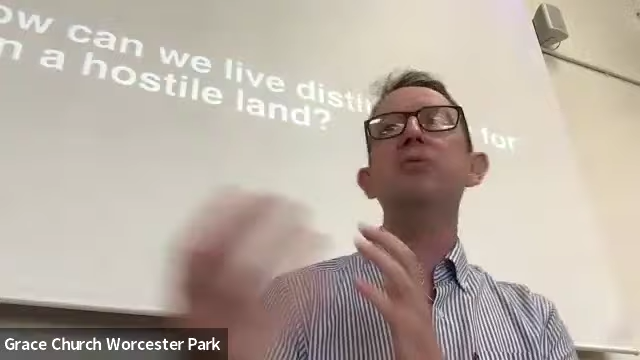 ow can we live disti for
n a hostile land?
Grace Church Worcester Park